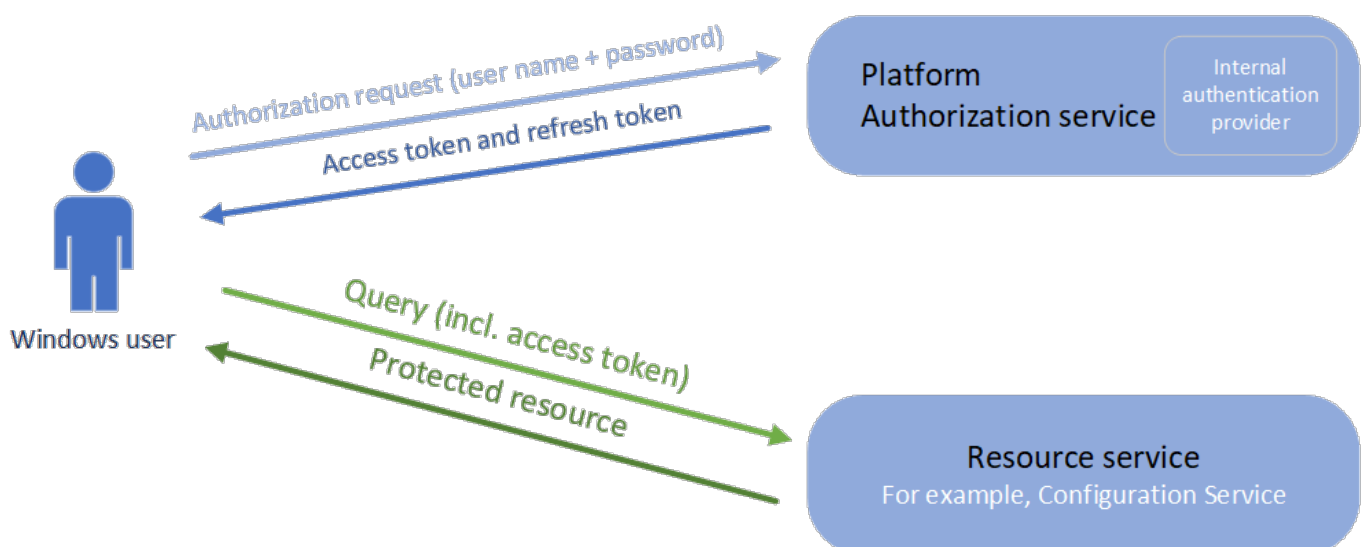 Authorization request (user name + password)
Access token and refresh token
Platform
Authorization service
Internal
authentication
provider
Windows user
Query (incl. access token)
Protected resource
Resource service
For example, Configuration Service